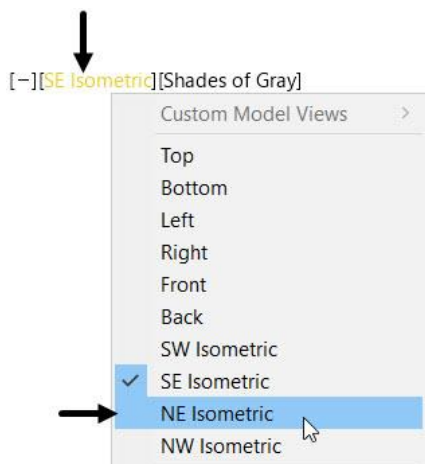 [−][SE Isometric][Shades of Gray]
Custom Model Views
Top
Bottom
Left
Right
Front
Back
SW Isometric
SE Isometric
NE Isometric
NW Isometric